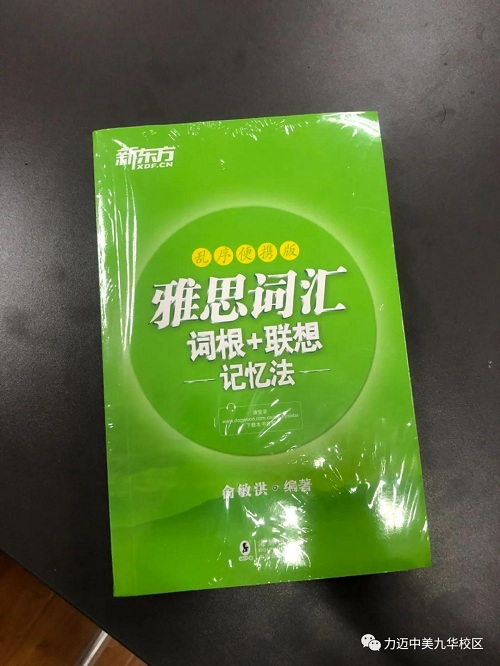 新东方
XDF.CN
乱序便携版
雅思词汇
词根+联想
记忆法
俞敏洪·编著
力迈中美九华校区